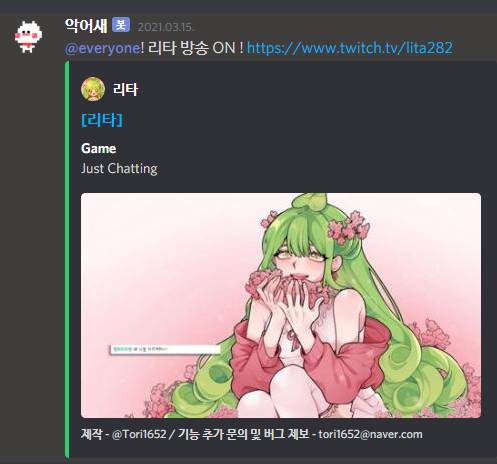 악어새 봇 2021.03.15.
@everyone! 리타 방송 ON ! https://www.twitch.tv/lita282
리타
[리타]
Game
Just Chatting
제작 - @Tori1652 / 기능 추가 문의 및 버그 제보 - tori1652@naver.com